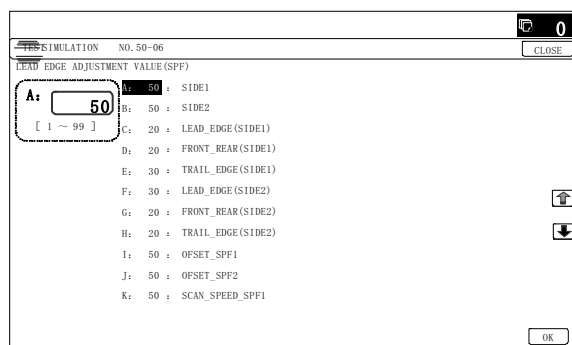 0
TEST SIMULATION NO.50-06
CLOSE
LEAD EDGE ADJUSTMENT VALUE(SPF)
A: 50
[ 1 ～ 99 ]
A: 50 : SIDE1
B: 50 : SIDE2
C: 20 : LEAD_EDGE(SIDE1)
D: 20 : FRONT_REAR(SIDE1)
E: 30 : TRAIL_EDGE(SIDE1)
F: 30 : LEAD_EDGE(SIDE2)
G: 20 : FRONT_REAR(SIDE2)
H: 20 : TRAIL_EDGE(SIDE2)
I: 50 : OFSET_SPF1
J: 50 : OFSET_SPF2
K: 50 : SCAN_SPEED_SPF1
OK